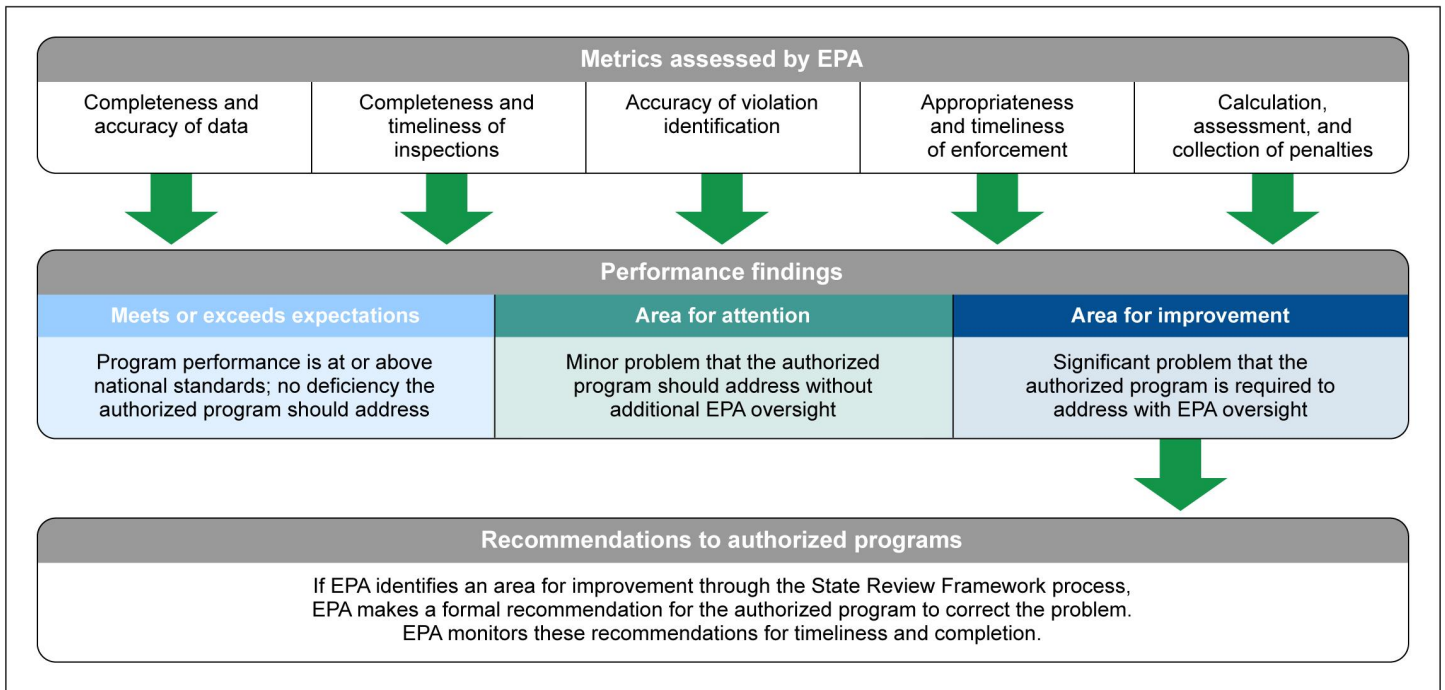 Metrics assessed by EPA
Completeness and
accuracy of data
Completeness and
timeliness of
inspections
Accuracy of violation
identification
Appropriateness
and timeliness
of enforcement
Calculation,
assessment, and
collection of penalties
Performance findings
Meets or exceeds expectations
Program performance is at or above
national standards; no deficiency the
authorized program should address
Area for attention
Minor problem that the authorized
program should address without
additional EPA oversight
Area for improvement
Significant problem that the
authorized program is required to
address with EPA oversight
Recommendations to authorized programs
If EPA identifies an area for improvement through the State Review Framework process,
EPA makes a formal recommendation for the authorized program to correct the problem.
EPA monitors these recommendations for timeliness and completion.